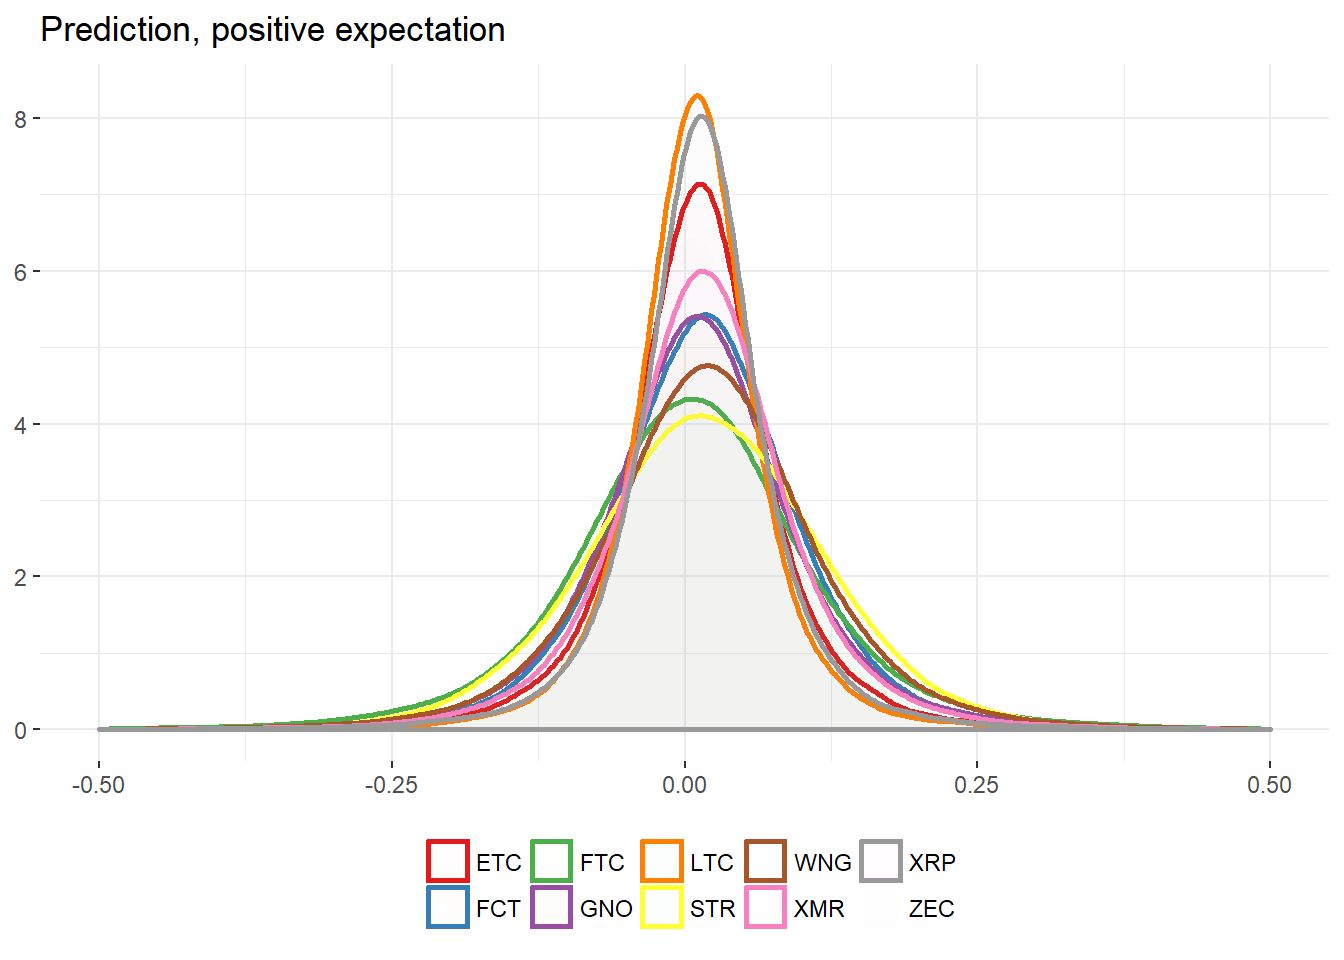 Prediction, positive expectation
8
6
4
2
0
-0.50 -0.25 0.00 0.25 0.50
ETC FTC LTC WNG XRP
FCT GNO STR XMR ZEC